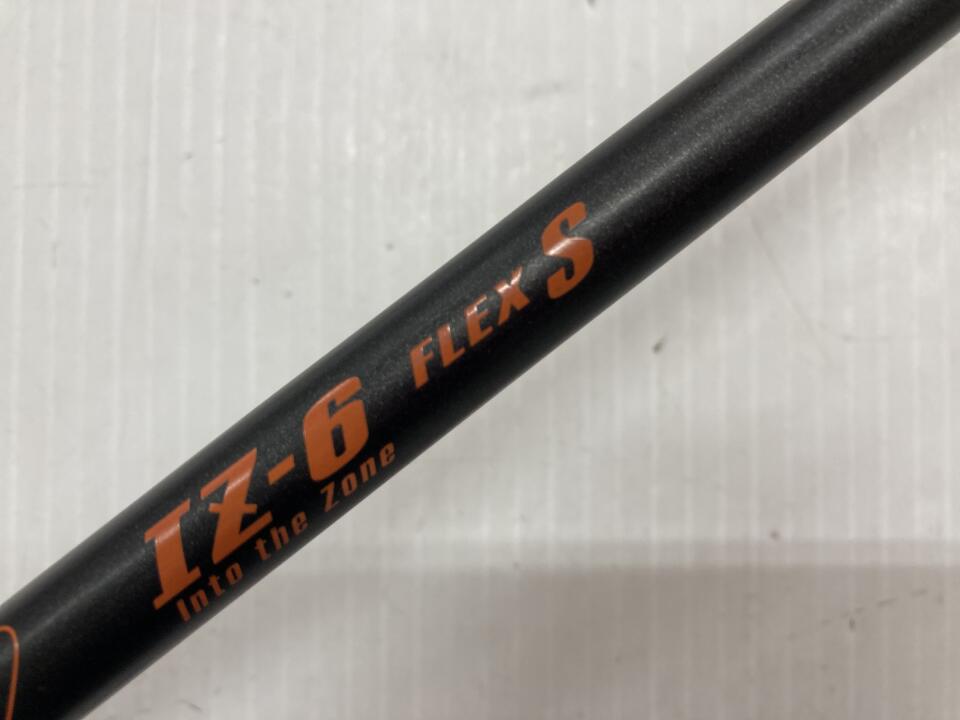 IZ-6 FLEX S
Into the Zone